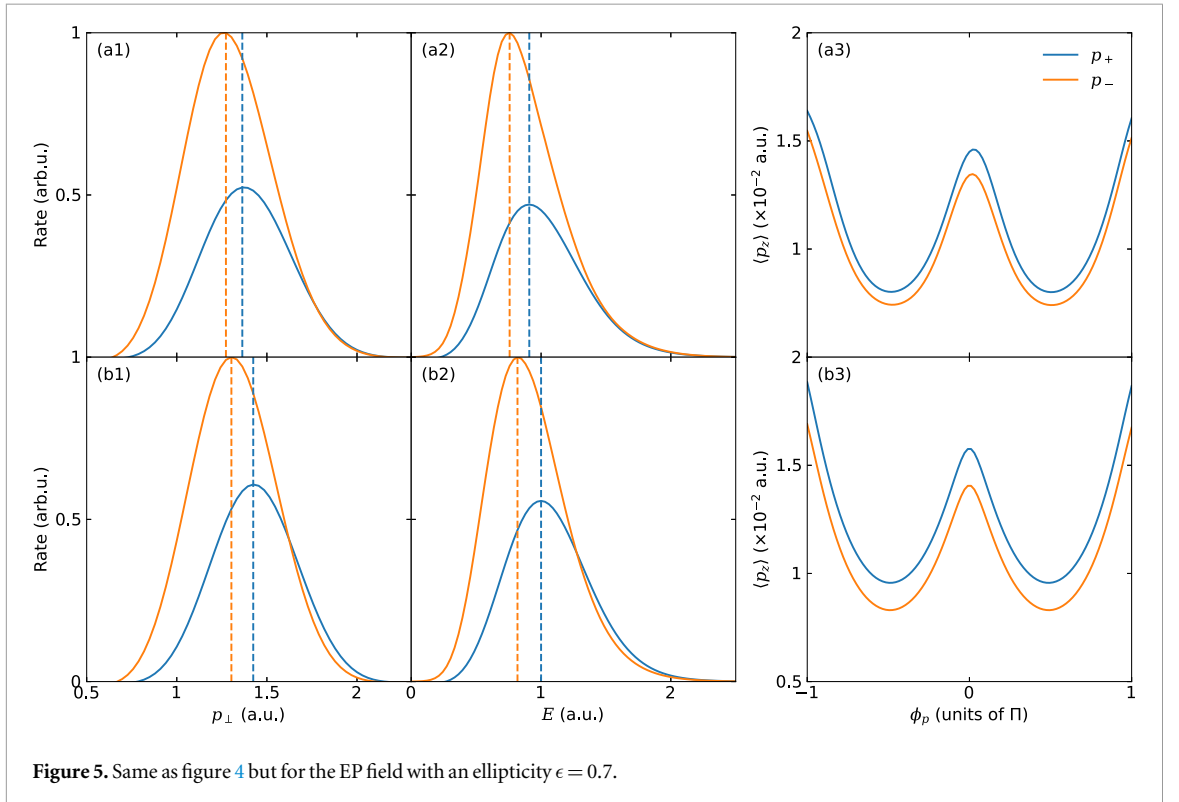 1
(a1)
(a2)
2
(a3)
p+
p−
Rate (arb.u.)
0.5
⟨pz⟩ (×10−2 a.u.)
1.5
1
1
(b1)
(b2)
2
(b3)
Rate (arb.u.)
0.5
⟨pz⟩ (×10−2 a.u.)
1.5
1
0
0.5
0.5 1 1.5 2 0 1 2 −1 0 1
p⊥ (a.u.) E (a.u.) ϕp (units of Π)
Figure 5. Same as figure 4 but for the EP field with an ellipticity ϵ = 0.7.